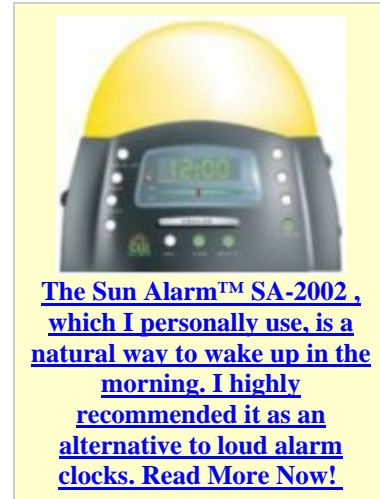 12:00
The Sun Alarm™ SA-2002 ,
which I personally use, is a
natural way to wake up in the
morning. I highly
recommended it as an
alternative to loud alarm
clocks. Read More Now!